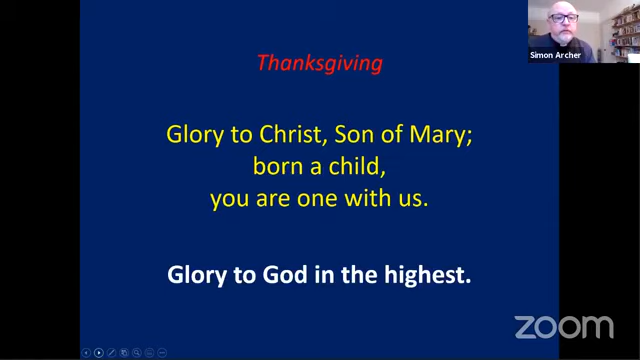 Simon Archer
Thanksgiving
Glory to Christ, Son of Mary;
born a child,
you are one with us.
Glory to God in the highest.
zoom